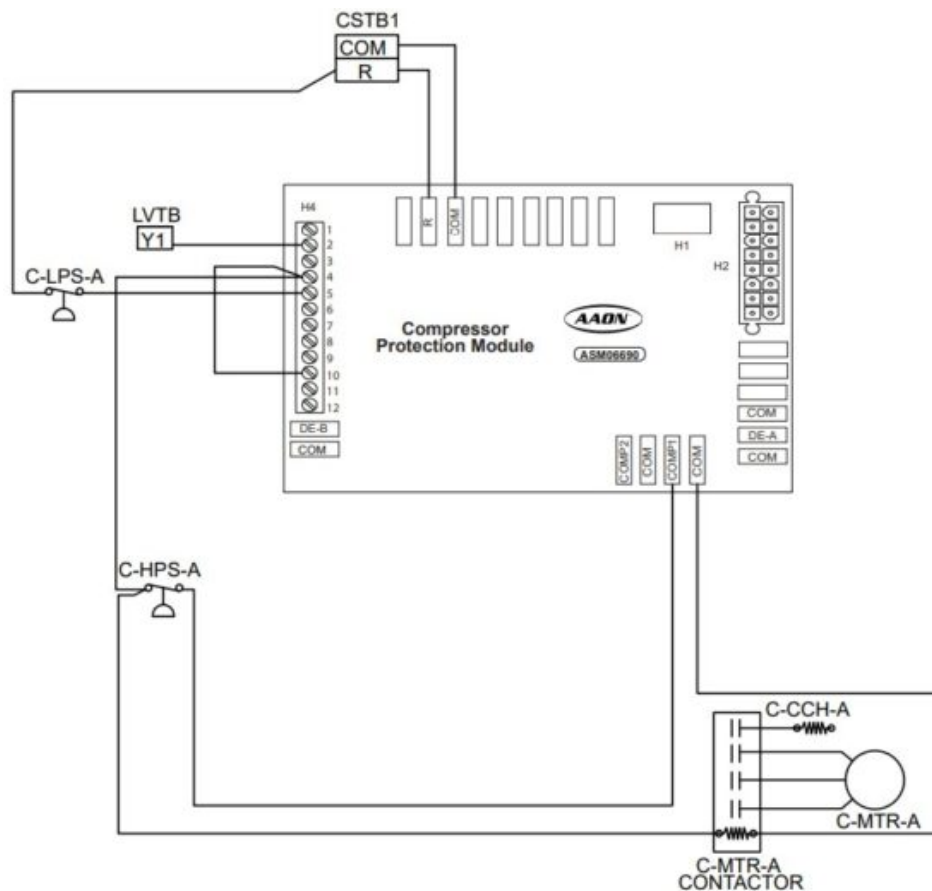 CSTB1
COM
R
LVTB
Y1
C-LPS-A
H4
1
2
3
4
5
6
7
8
9
10
11
12
DE-B
COM
R
COM
H1
H2
Compressor
Protection Module
AAON
ASM06690
COM
DE-A
COM
COMP2
COM
COMP1
COM
C-HPS-A
C-CCH-A
C-MTR-A
C-MTR-A
CONTACTOR